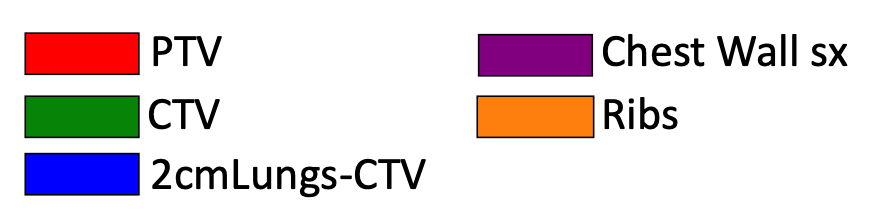 PTV
CTV
2cmLungs-CTV
Chest Wall sx
Ribs